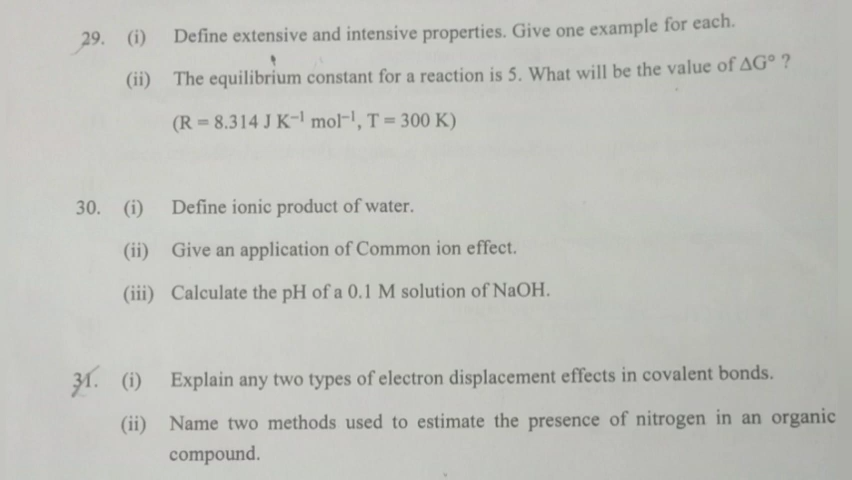 29. (i) Define extensive and intensive properties. Give one example for each.
(ii) The equilibrium constant for a reaction is 5. What will be the value of ΔG° ?
(R = 8.314 J K⁻¹ mol⁻¹, T = 300 K)
30. (i) Define ionic product of water.
(ii) Give an application of Common ion effect.
(iii) Calculate the pH of a 0.1 M solution of NaOH.
31. (i) Explain any two types of electron displacement effects in covalent bonds.
(ii) Name two methods used to estimate the presence of nitrogen in an organic
compound.